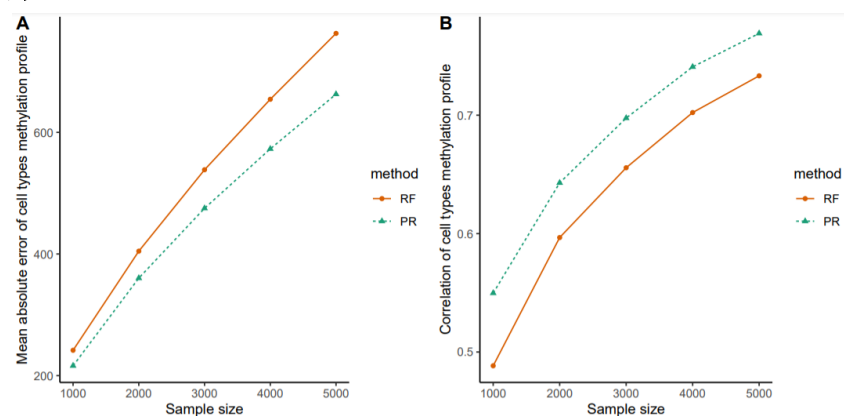 A
Mean absolute error of cell types methylation profile
600
400
200
1000 2000 3000 4000 5000
Sample size
method
RF
PR
B
Correlation of cell types methylation profile
0.7
0.6
0.5
1000 2000 3000 4000 5000
Sample size
method
RF
PR